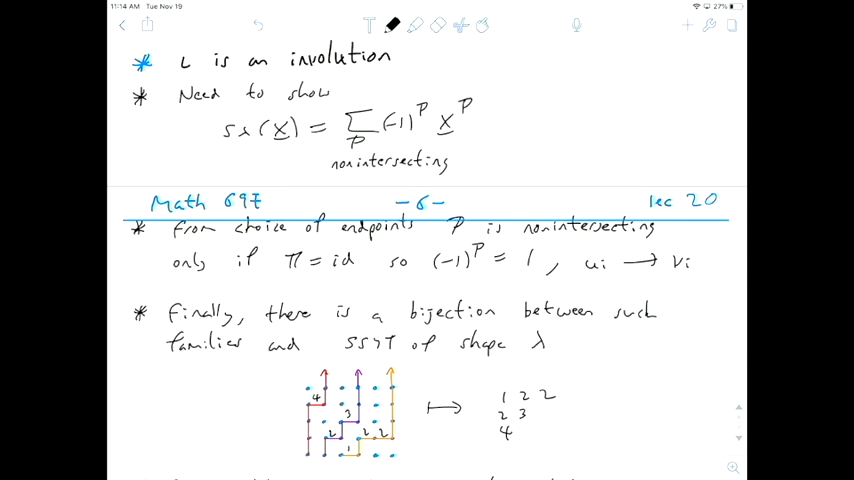 11:14 AM Tue Nov 19
27%
* ι is an involution
* Need to show
sλ(x) = ∑ (-1)^P x^P
P
nonintersecting
Math 697 -6- lec 20
* From choice of endpoints P is nonintersecting
only if π = id so (-1)^P = 1, ui → vi
* Finally, there is a bijection between such
families and SSYT of shape λ
4
3
2 2 2
1
↦
1 2 2
2 3
4